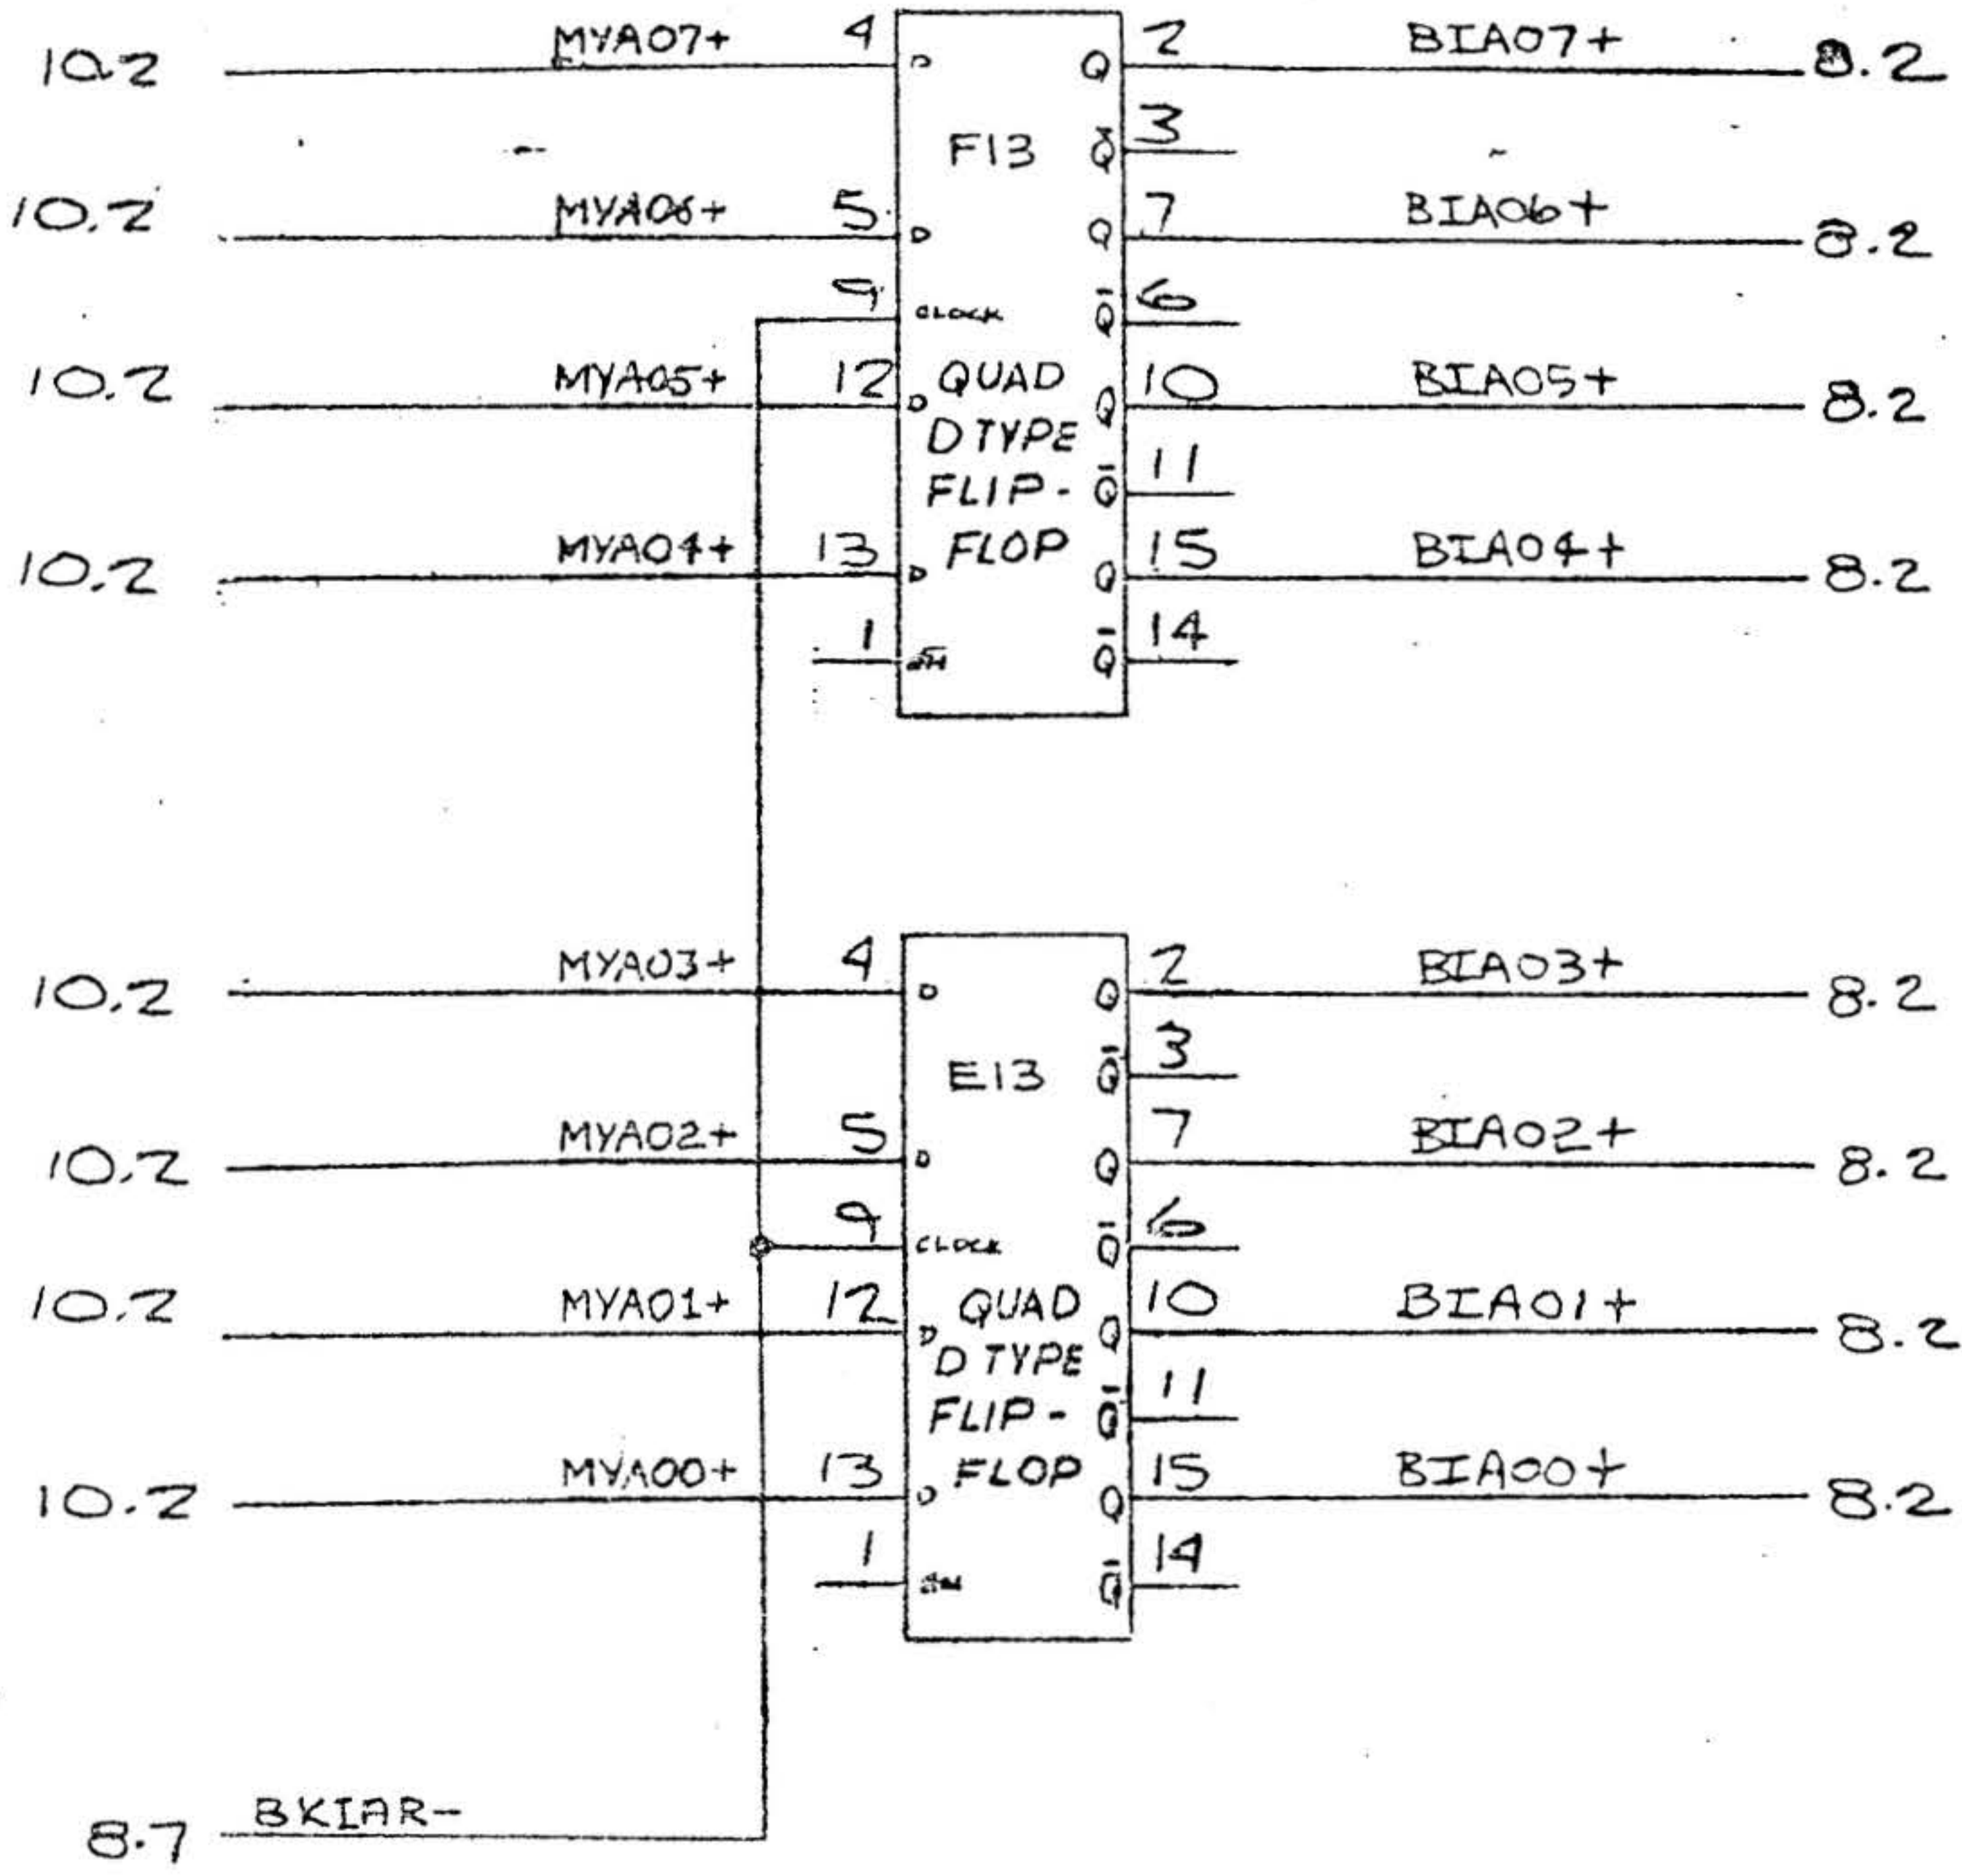 10.2 MYA07+ 4 D Q 2 BIA07+ 8.2
F13 Q̄ 3
10.2 MYA06+ 5 D Q 7 BIA06+ 8.2
9 CLOCK Q̄ 6
10.2 MYA05+ 12 D QUAD Q 10 BIA05+ 8.2
D TYPE
FLIP- Q̄ 11
10.2 MYA04+ 13 D FLOP Q 15 BIA04+ 8.2
1 Q̄ 14
10.2 MYA03+ 4 D Q 2 BIA03+ 8.2
E13 Q̄ 3
10.2 MYA02+ 5 D Q 7 BIA02+ 8.2
9 CLOCK Q̄ 6
10.2 MYA01+ 12 D QUAD Q 10 BIA01+ 8.2
D TYPE
FLIP- Q̄ 11
10.2 MYA00+ 13 D FLOP Q 15 BIA00+ 8.2
1 Q̄ 14
8.7 BKIAR-